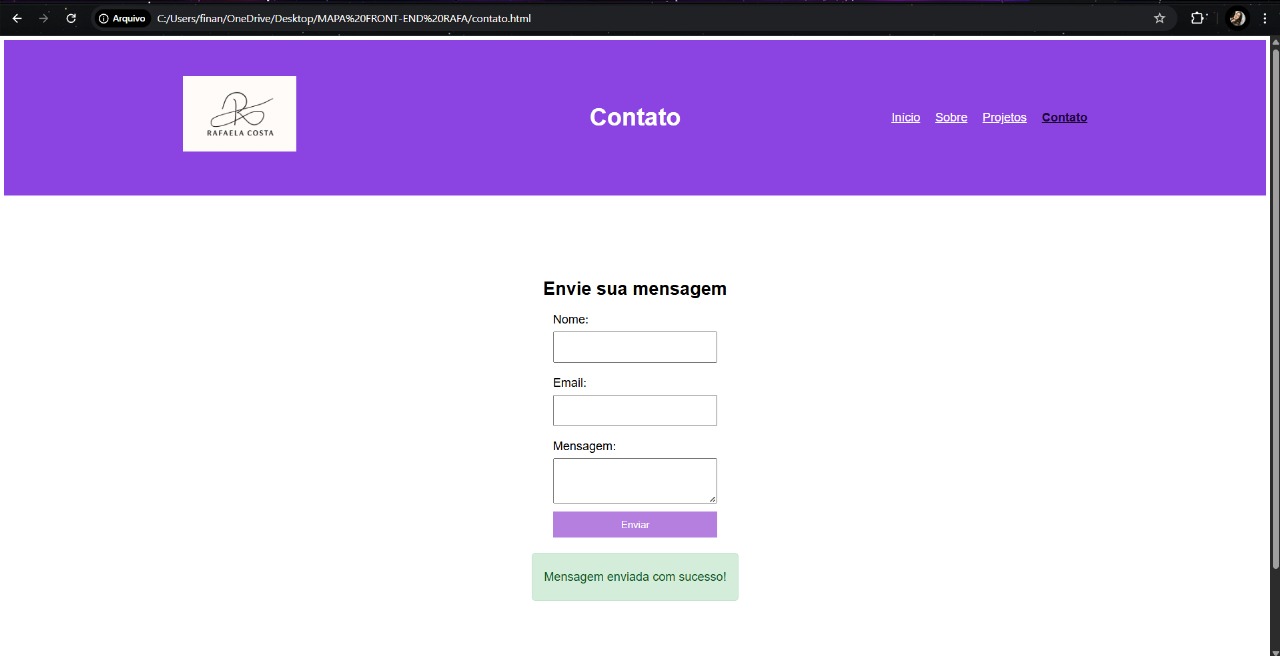 Arquivo C:/Users/finan/OneDrive/Desktop/MAPA%20FRONT-END%20RAFA/contato.html
RAFAELA COSTA
Contato
Início Sobre Projetos Contato
Envie sua mensagem
Nome:
Email:
Mensagem:
Enviar
Mensagem enviada com sucesso!